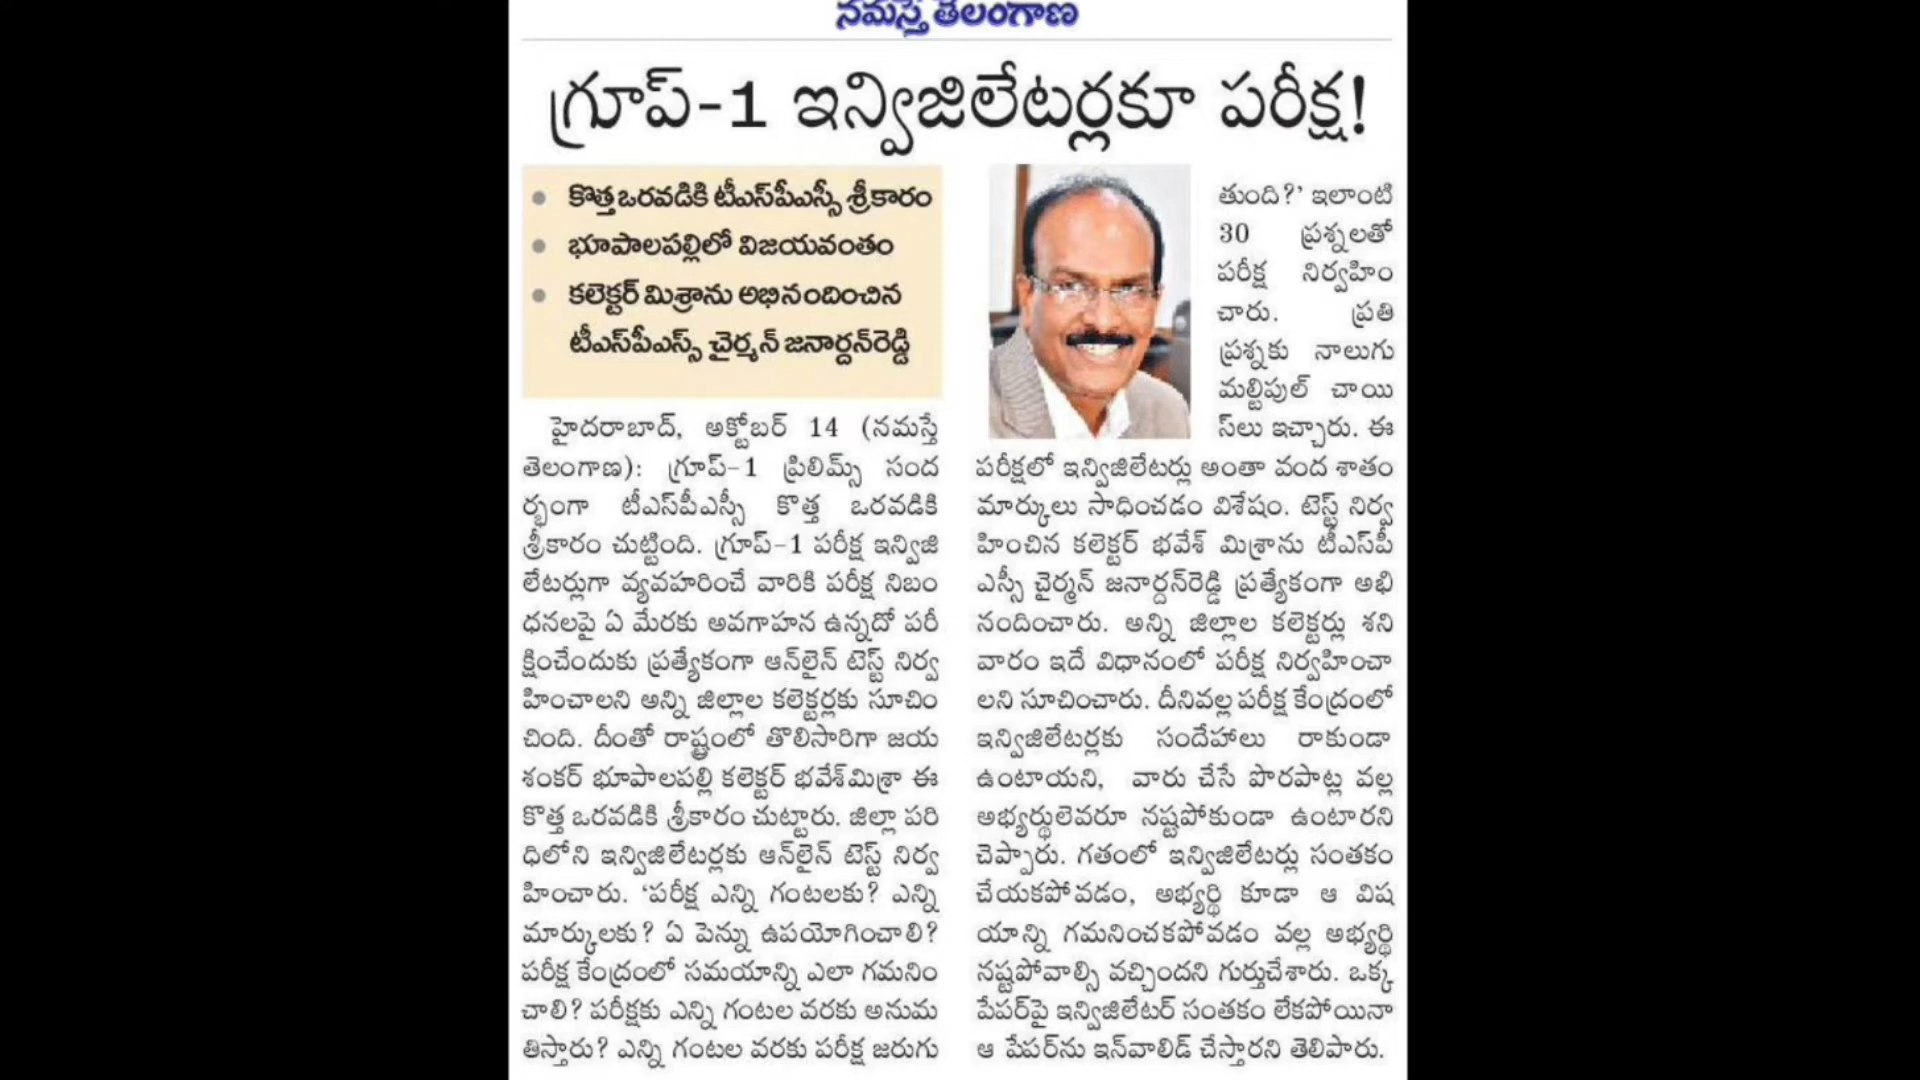 నమస్తే తెలంగాణ
గ్రూప్-1 ఇన్విజిలేటర్లకూ పరీక్ష!
• కొత్త ఒరవడికి టీఎస్‌పీఎస్సీ శ్రీకారం
• భూపాలపల్లిలో విజయవంతం
• కలెక్టర్ మిశ్రాను అభినందించిన
టీఎస్‌పీఎస్స్ చైర్మన్ జనార్దన్‌రెడ్డి
హైదరాబాద్, అక్టోబర్ 14 (నమస్తే
తెలంగాణ): గ్రూప్-1 ప్రిలిమ్స్ సంద
ర్భంగా టీఎస్‌పీఎస్సీ కొత్త ఒరవడికి
శ్రీకారం చుట్టింది. గ్రూప్-1 పరీక్ష ఇన్విజి
లేటర్లుగా వ్యవహరించే వారికి పరీక్ష నిబం
ధనలపై ఏ మేరకు అవగాహన ఉన్నదో పరీ
క్షించేందుకు ప్రత్యేకంగా ఆన్‌లైన్ టెస్ట్ నిర్వ
హించాలని అన్ని జిల్లాల కలెక్టర్లకు సూచిం
చింది. దీంతో రాష్ట్రంలో తొలిసారిగా జయ
శంకర్ భూపాలపల్లి కలెక్టర్ భవేశ్‌మిశ్రా ఈ
కొత్త ఒరవడికి శ్రీకారం చుట్టారు. జిల్లా పరి
ధిలోని ఇన్విజిలేటర్లకు ఆన్‌లైన్ టెస్ట్ నిర్వ
హించారు. ‘పరీక్ష ఎన్ని గంటలకు? ఎన్ని
మార్కులకు? ఏ పెన్ను ఉపయోగించాలి?
పరీక్ష కేంద్రంలో సమయాన్ని ఎలా గమనిం
చాలి? పరీక్షకు ఎన్ని గంటల వరకు అనుమ
తిస్తారు? ఎన్ని గంటల వరకు పరీక్ష జరుగు
తుంది?’ ఇలాంటి
30 ప్రశ్నలతో
పరీక్ష నిర్వహిం
చారు. ప్రతి
ప్రశ్నకు నాలుగు
మల్టిపుల్ చాయి
స్‌లు ఇచ్చారు. ఈ
పరీక్షలో ఇన్విజిలేటర్లు అంతా వంద శాతం
మార్కులు సాధించడం విశేషం. టెస్ట్ నిర్వ
హించిన కలెక్టర్ భవేశ్ మిశ్రాను టీఎస్‌పీ
ఎస్సీ చైర్మన్ జనార్దన్‌రెడ్డి ప్రత్యేకంగా అభి
నందించారు. అన్ని జిల్లాల కలెక్టర్లు శని
వారం ఇదే విధానంలో పరీక్ష నిర్వహించా
లని సూచించారు. దీనివల్ల పరీక్ష కేంద్రంలో
ఇన్విజిలేటర్లకు సందేహాలు రాకుండా
ఉంటాయని, వారు చేసే పొరపాట్ల వల్ల
అభ్యర్థులెవరూ నష్టపోకుండా ఉంటారని
చెప్పారు. గతంలో ఇన్విజిలేటర్లు సంతకం
చేయకపోవడం, అభ్యర్థి కూడా ఆ విష
యాన్ని గమనించకపోవడం వల్ల అభ్యర్థి
నష్టపోవాల్సి వచ్చిందని గుర్తుచేశారు. ఒక్క
పేపర్‌పై ఇన్విజిలేటర్ సంతకం లేకపోయినా
ఆ పేపర్‌ను ఇన్‌వాలిడ్ చేస్తారని తెలిపారు.